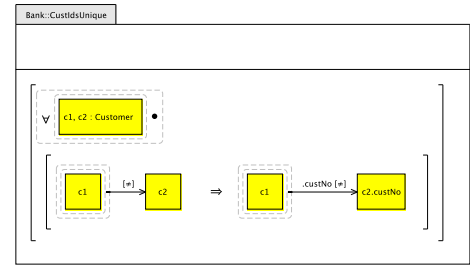 Bank::CustIdsUnique
∀ c1, c2 : Customer •
c1 [≠] c2 ⇒ c1 .custNo [≠] c2.custNo